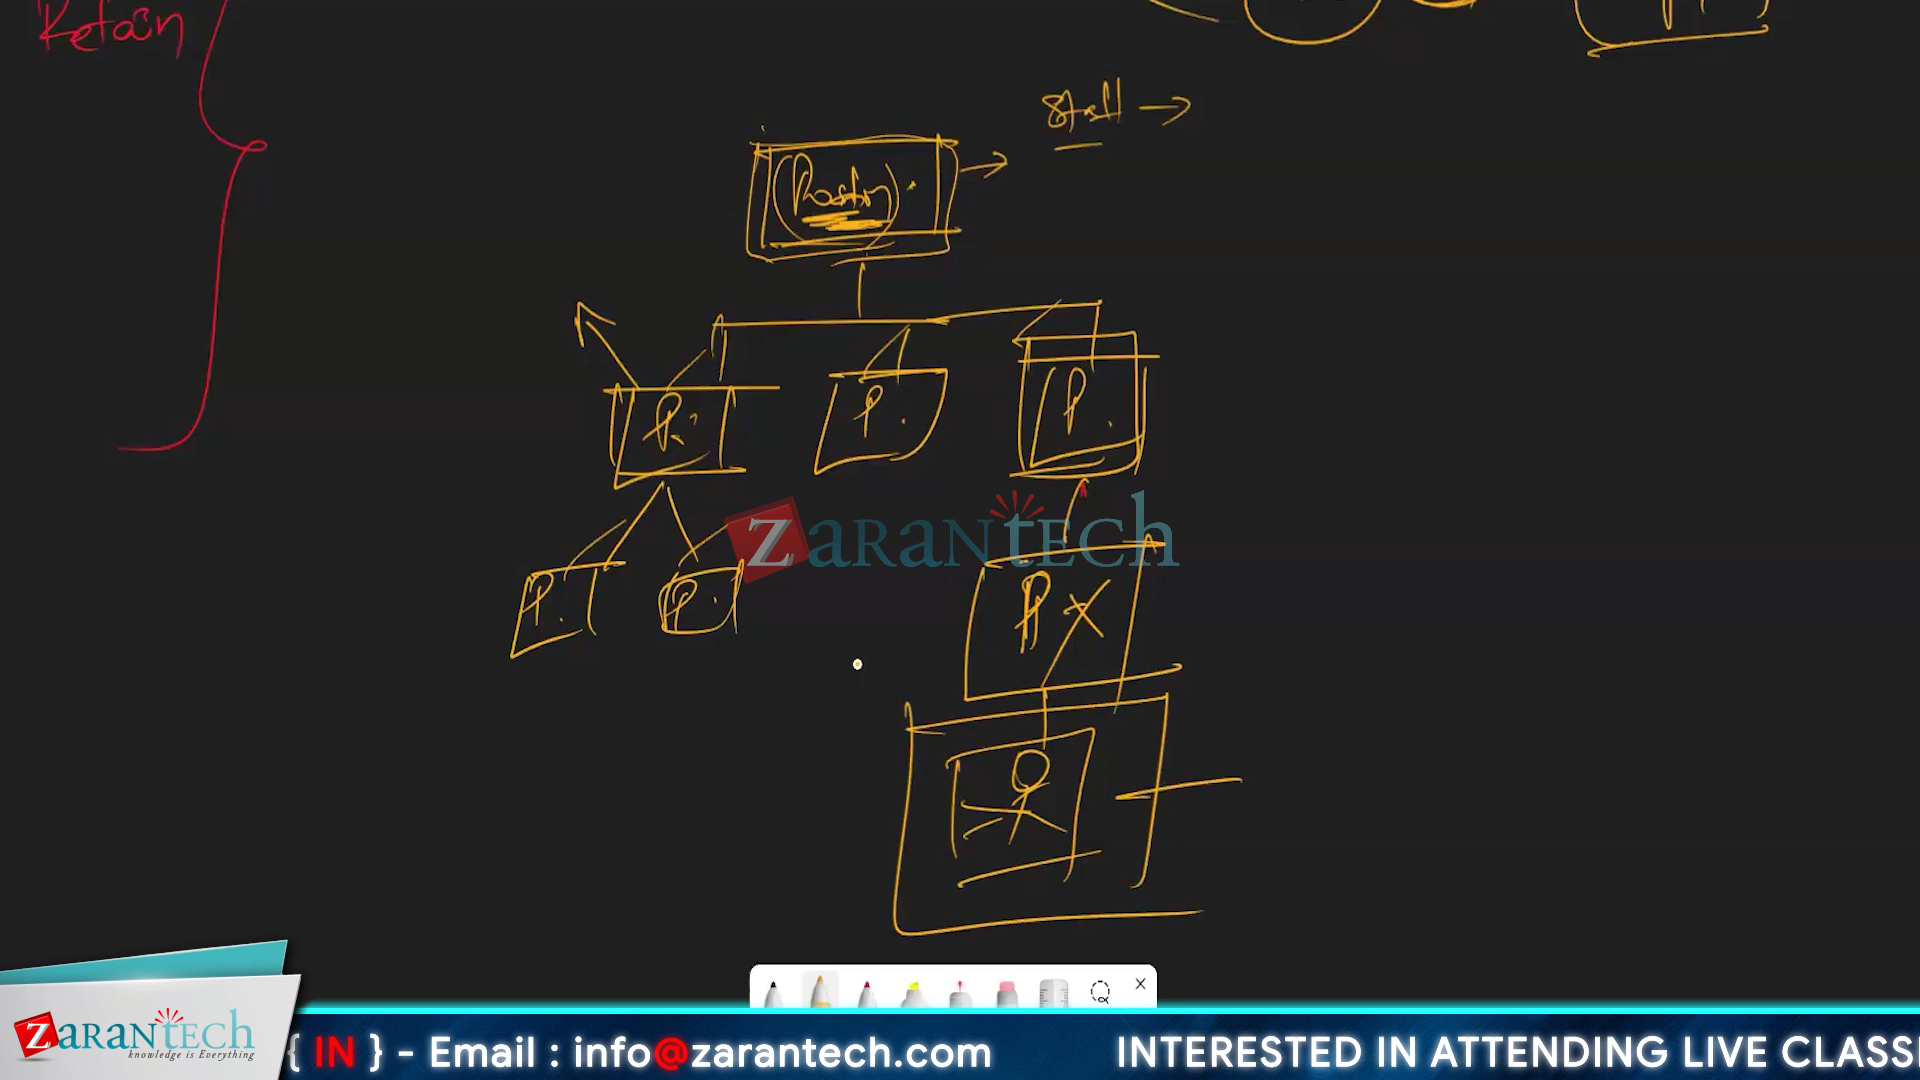 Retain
Staff →
(Position)
P. P. P.
ZARANTECH
P. P. P X
ZARANTECH
knowledge is Everything
{ IN } - Email : info@zarantech.com INTERESTED IN ATTENDING LIVE CLASS